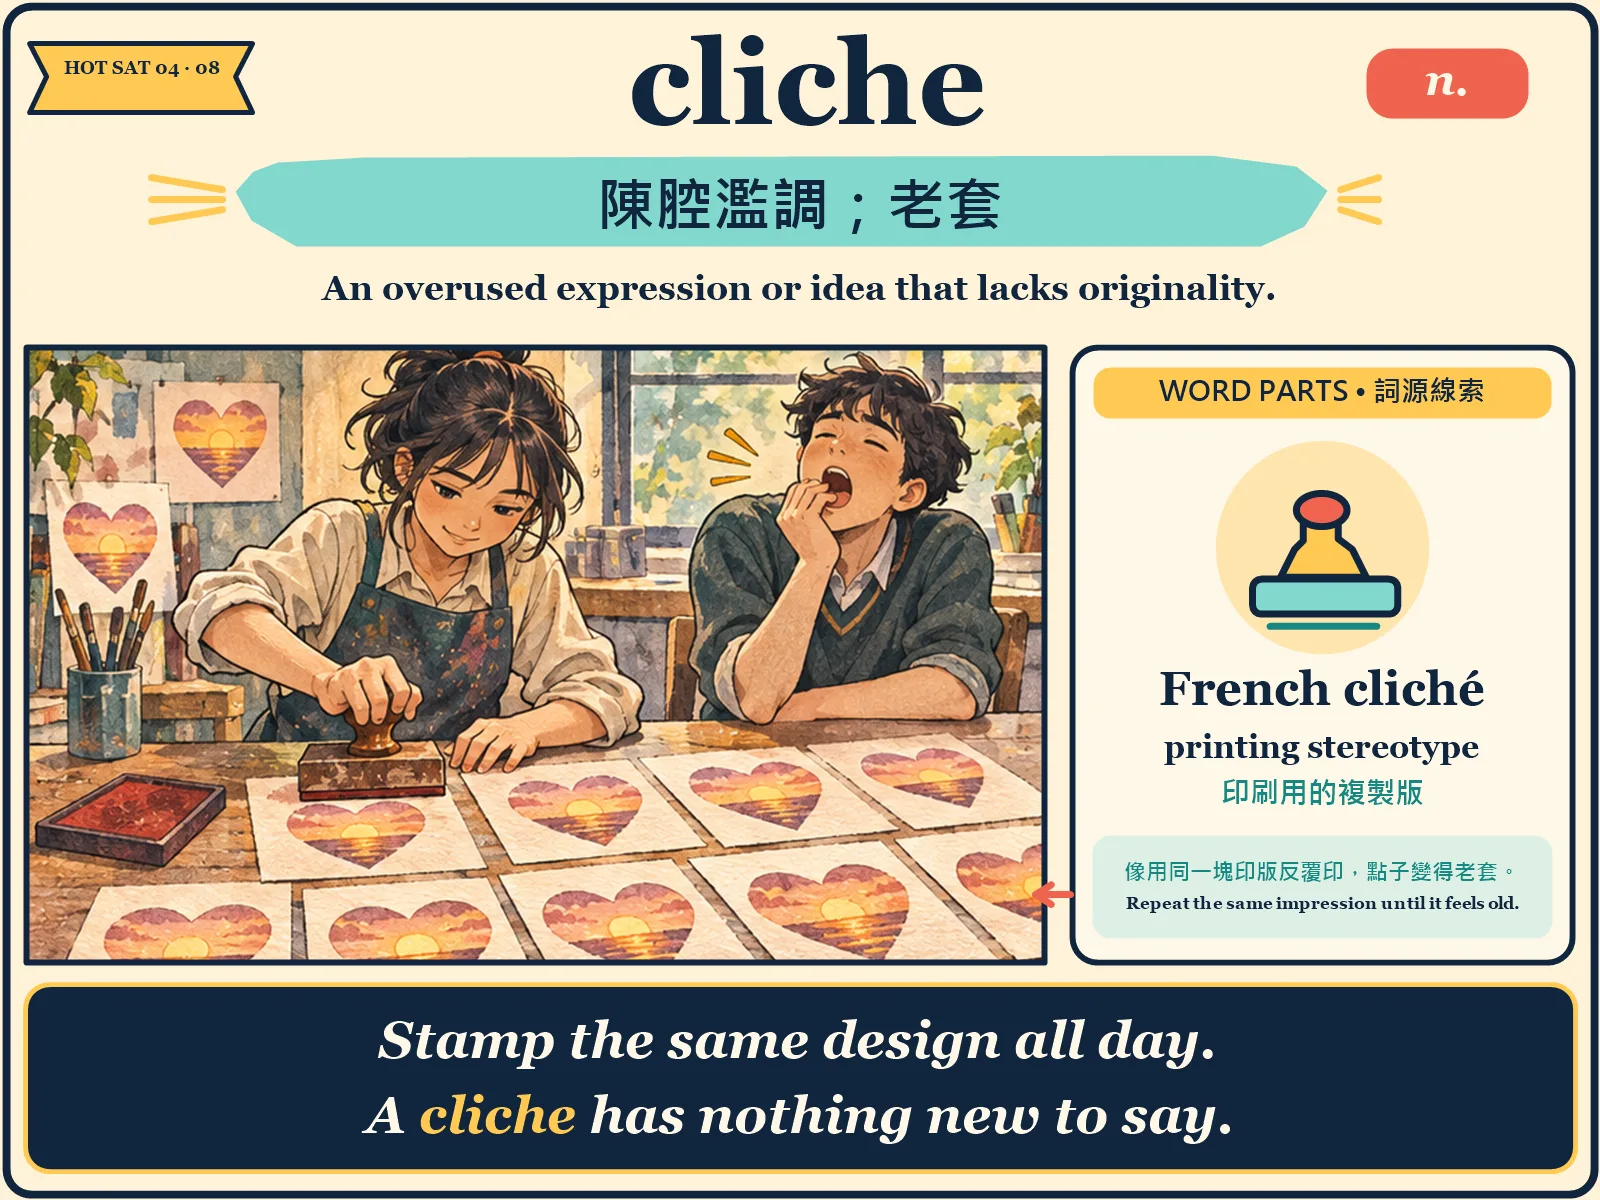 HOT SAT 04 · 08
cliche
n.
陳腔濫調；老套
An overused expression or idea that lacks originality.
WORD PARTS • 詞源線索
French cliché
printing stereotype
印刷用的複製版
像用同一塊印版反覆印，點子變得老套。
Repeat the same impression until it feels old.
Stamp the same design all day.
A cliche has nothing new to say.